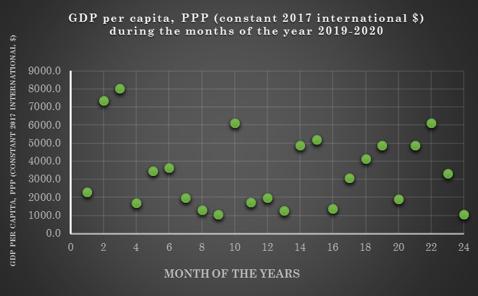 GDP per capita, PPP (constant 2017 international $)
during the months of the year 2019-2020
GDP PER CAPITA, PPP (CONSTANT 2017 INTERNATIONAL $)
9000.0
8000.0
7000.0
6000.0
5000.0
4000.0
3000.0
2000.0
1000.0
0.0
0 2 4 6 8 10 12 14 16 18 20 22 24
MONTH OF THE YEARS